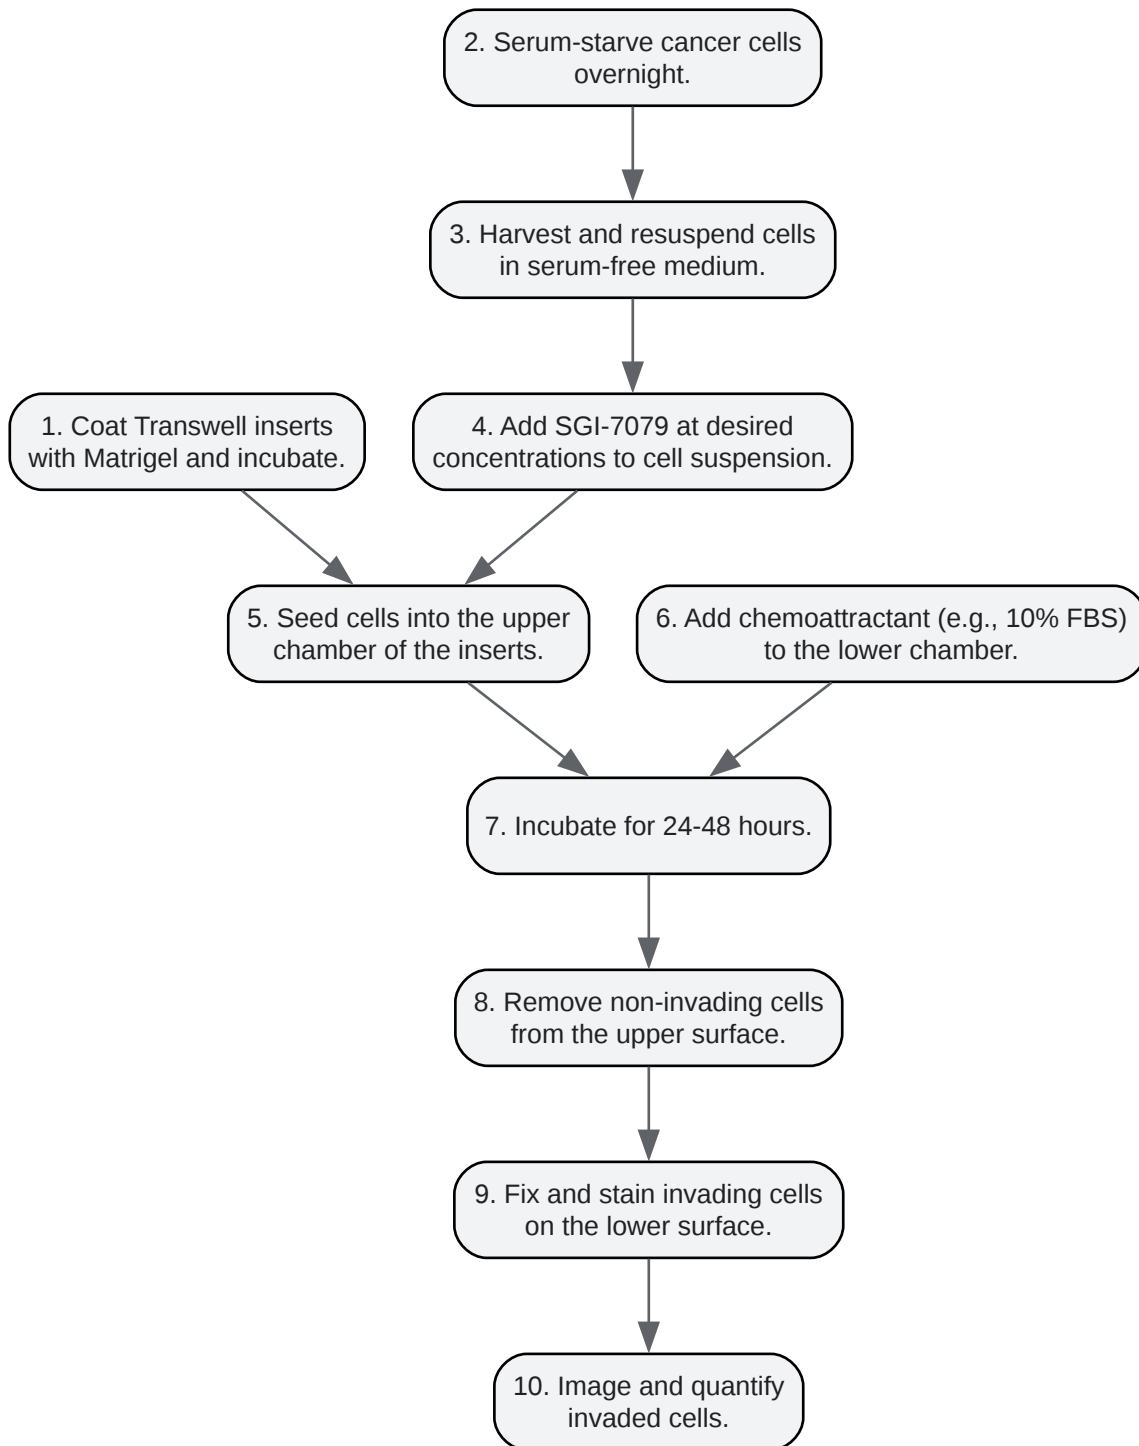 2. Serum-starve cancer cells
overnight.
3. Harvest and resuspend cells
in serum-free medium.
1. Coat Transwell inserts
with Matrigel and incubate.
4. Add SGI-7079 at desired
concentrations to cell suspension.
5. Seed cells into the upper
chamber of the inserts.
6. Add chemoattractant (e.g., 10% FBS)
to the lower chamber.
7. Incubate for 24-48 hours.
8. Remove non-invading cells
from the upper surface.
9. Fix and stain invading cells
on the lower surface.
10. Image and quantify
invaded cells.